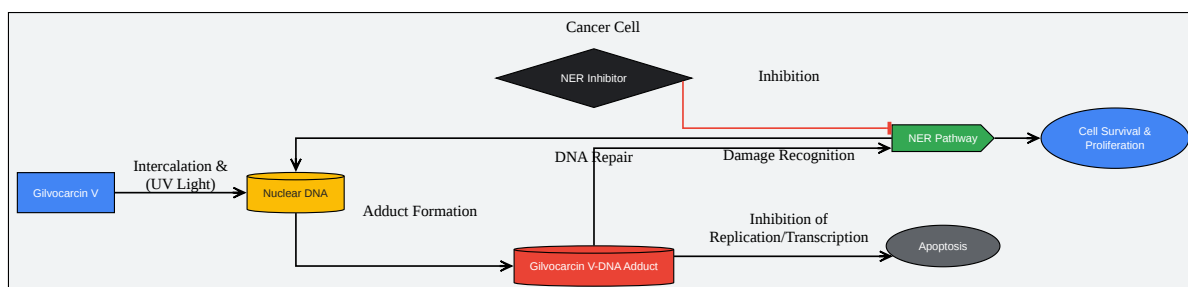 Cancer Cell
NER Inhibitor
Inhibition
NER Pathway
Cell Survival &
Proliferation
DNA Repair
Damage Recognition
Intercalation &
(UV Light)
Gilvocarcin V
Nuclear DNA
Adduct Formation
Inhibition of
Replication/Transcription
Gilvocarcin V-DNA Adduct
Apoptosis